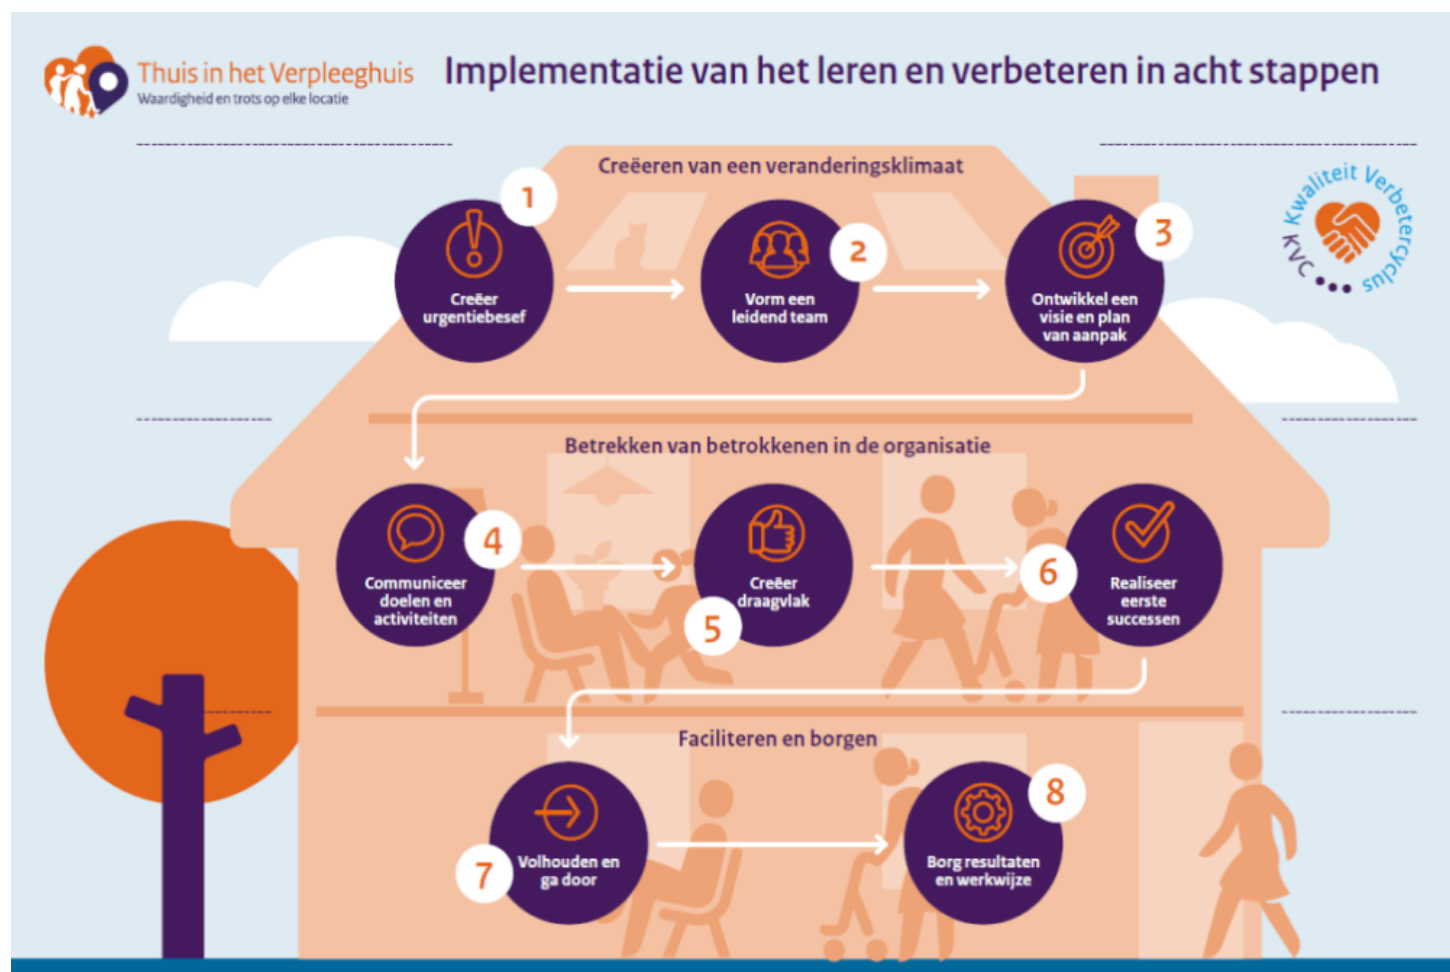 Thuis in het Verpleeghuis
Waardigheid en trots op elke locatie
Implementatie van het leren en verbeteren in acht stappen
Creëeren van een veranderingsklimaat
1
Creëer
urgentiebesef
2
Vorm een
leidend team
3
Ontwikkel een
visie en plan
van aanpak
Kwaliteit Verbetercyclus
KVC
Betrekken van betrokkenen in de organisatie
4
Communiceer
doelen en
activiteiten
5
Creëer
draagvlak
6
Realiseer
eerste
successen
Faciliteren en borgen
7
Volhouden en
ga door
8
Borg resultaten
en werkwijze